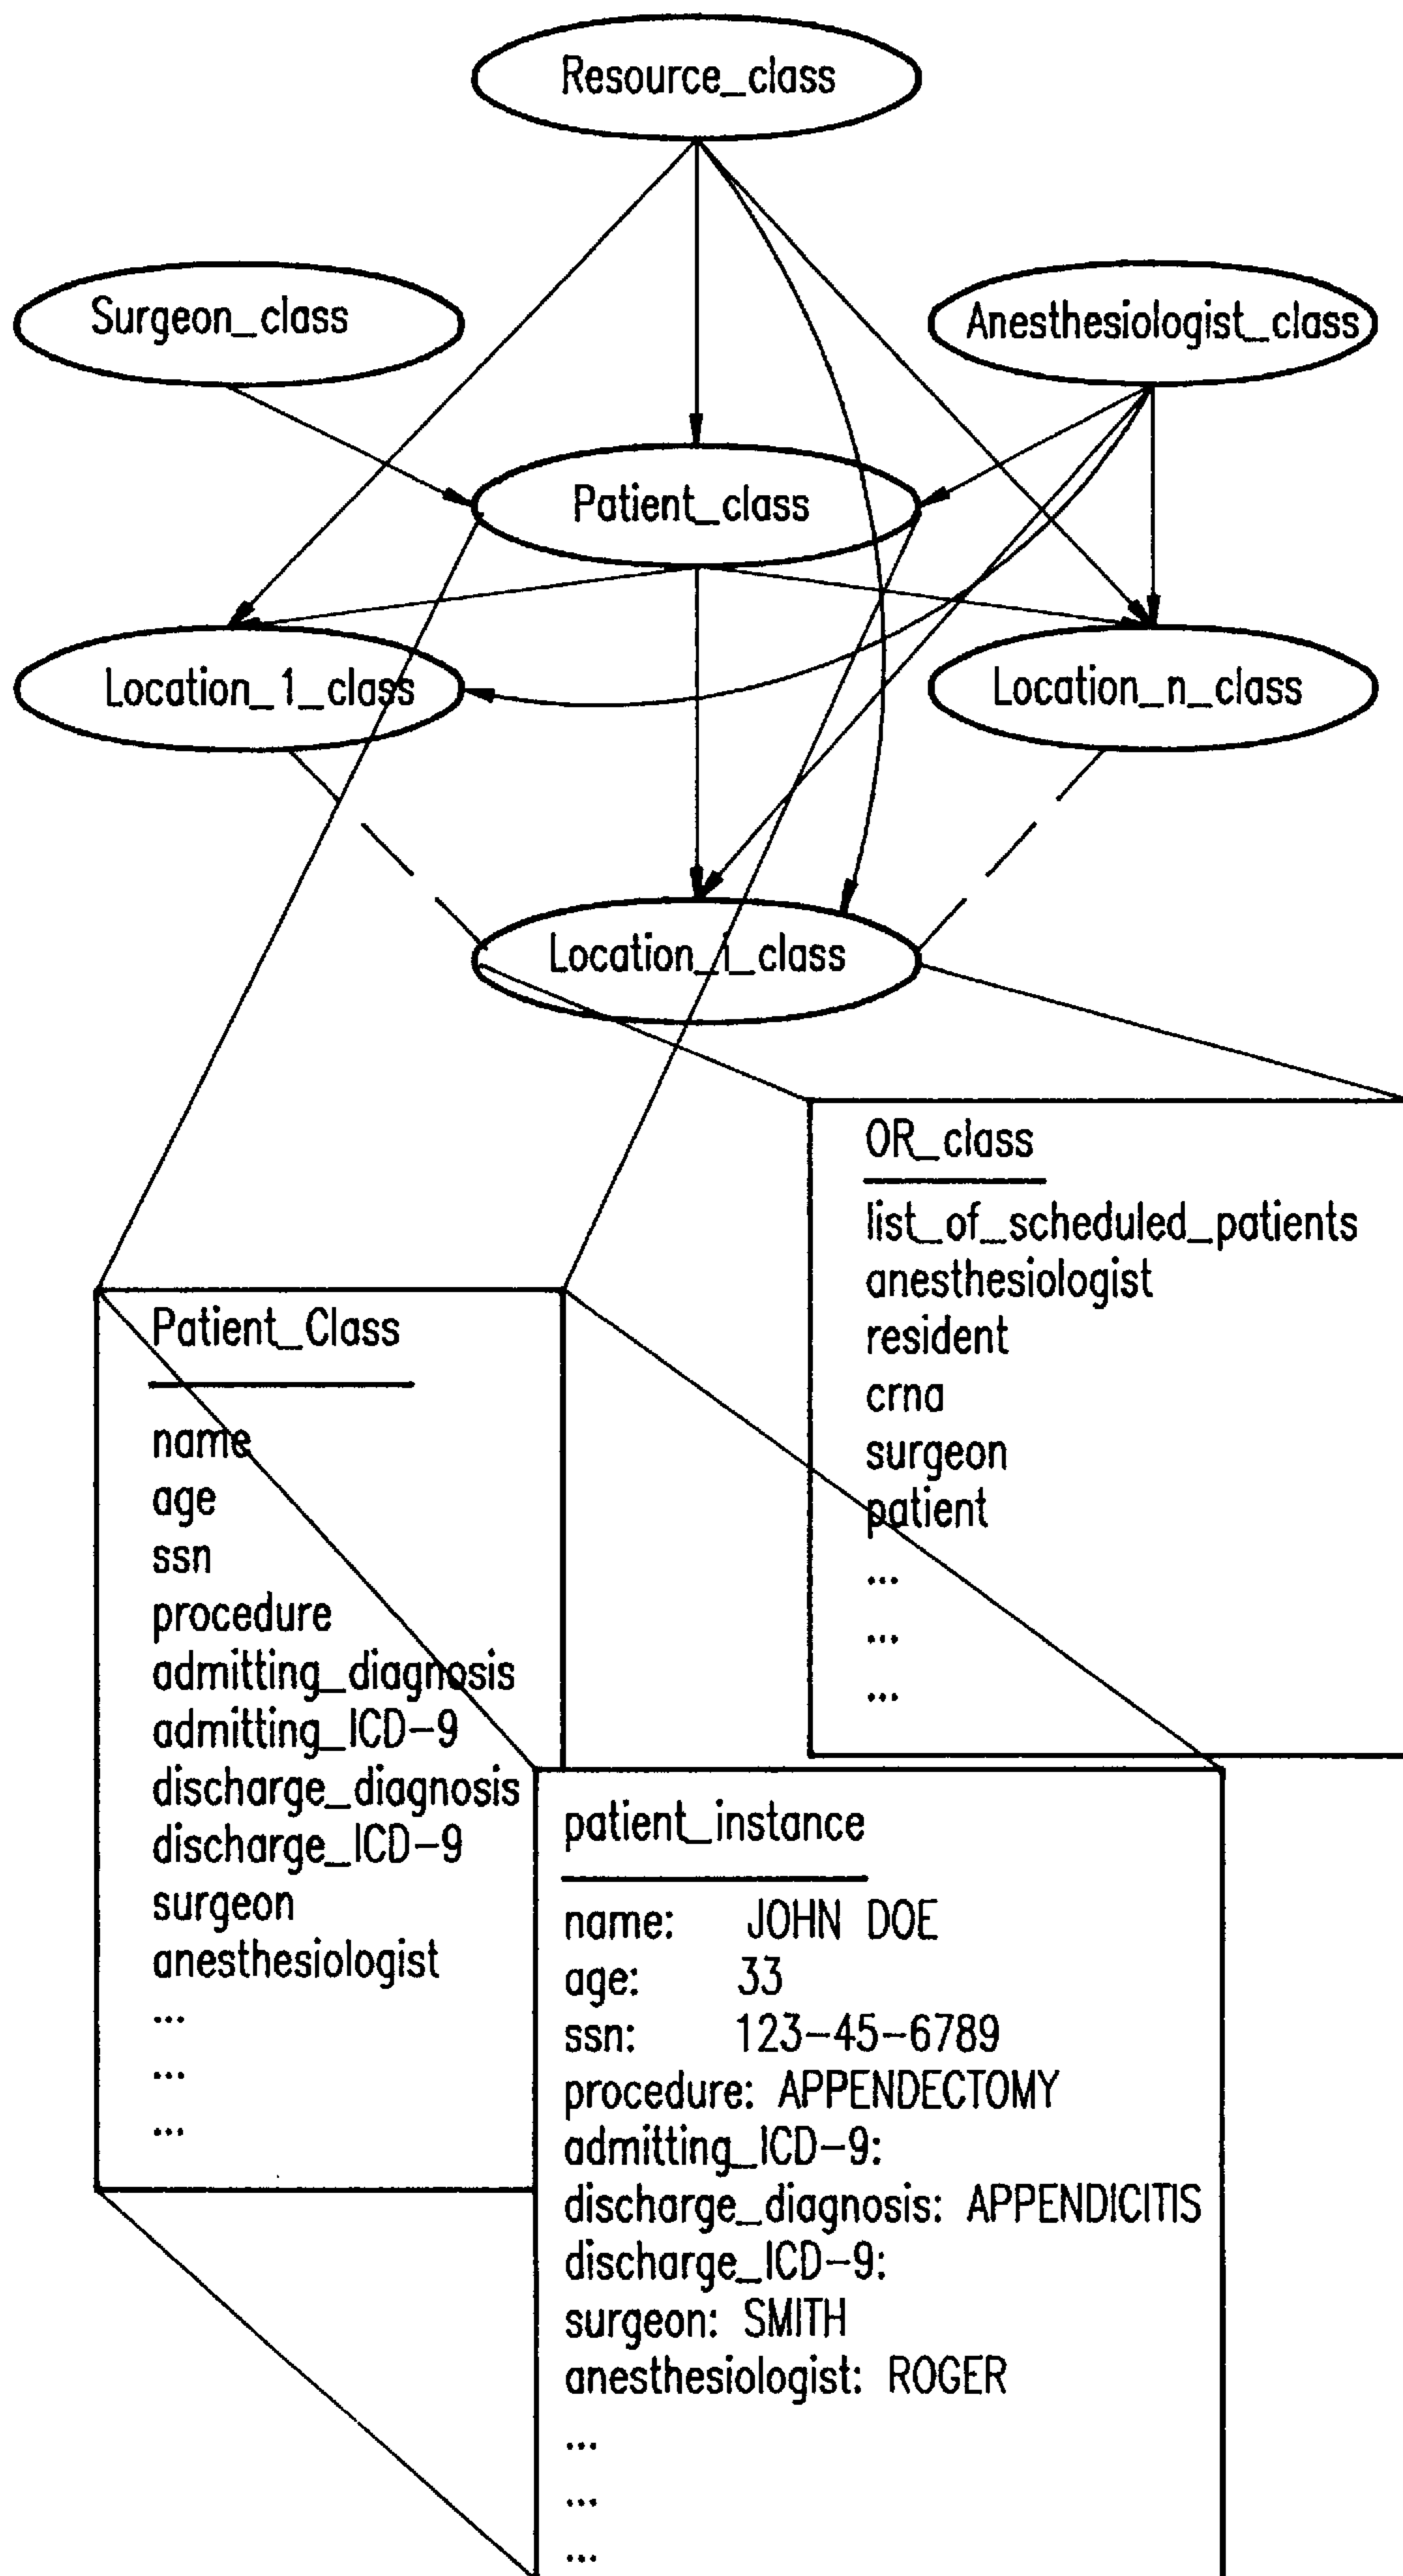 Resource_class
Surgeon_class
Anesthesiologist_class
Patient_class
Location_1_class
Location_n_class
Location_i_class
OR_class
list_of_scheduled_patients
anesthesiologist
resident
crna
surgeon
patient
...
...
...
Patient_Class
name
age
ssn
procedure
admitting_diagnosis
admitting_ICD-9
discharge_diagnosis
discharge_ICD-9
surgeon
anesthesiologist
...
...
...
patient_instance
name: JOHN DOE
age: 33
ssn: 123-45-6789
procedure: APPENDECTOMY
admitting_ICD-9:
discharge_diagnosis: APPENDICITIS
discharge_ICD-9:
surgeon: SMITH
anesthesiologist: ROGER
...
...
...